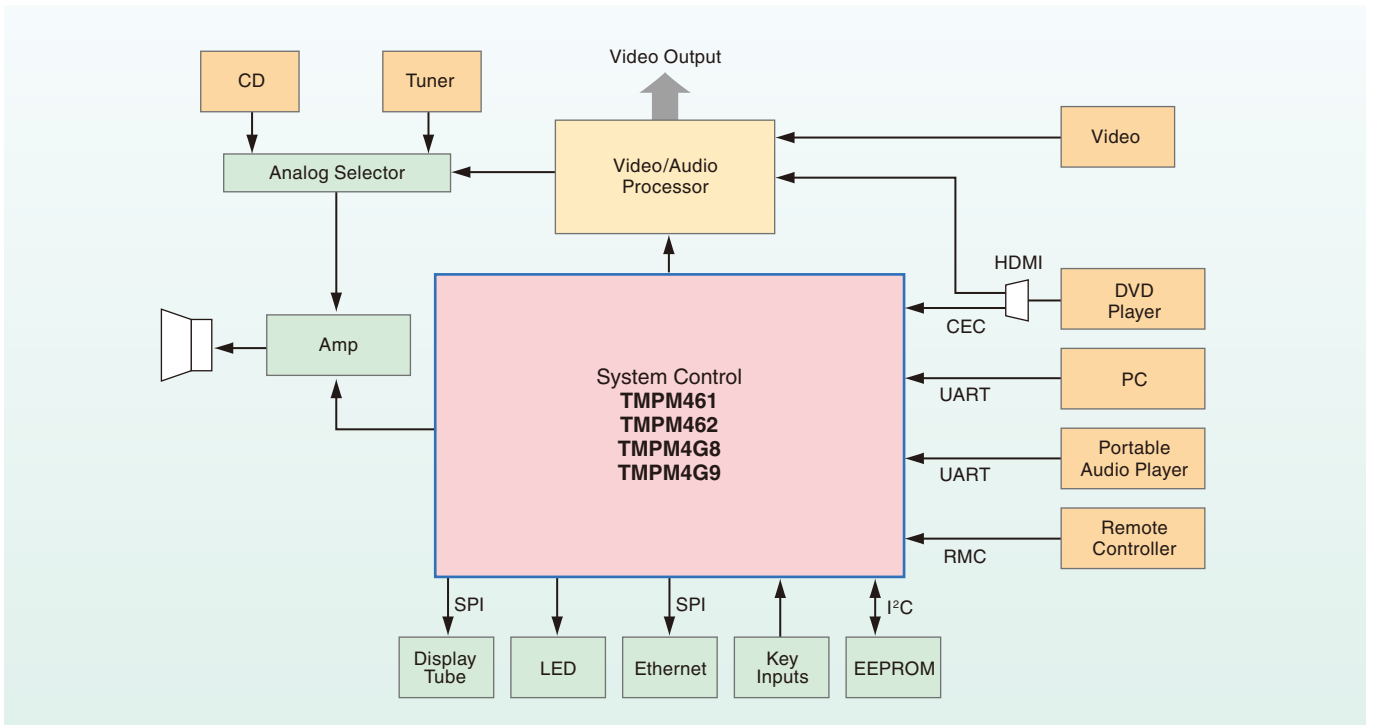 Video Output
CD
Tuner
Video
Analog Selector
Video/Audio
Processor
HDMI
DVD
Player
CEC
Amp
System Control
TMPM461
TMPM462
TMPM4G8
TMPM4G9
PC
UART
Portable
Audio Player
UART
Remote
Controller
RMC
SPI
SPI
I²C
Display
Tube
LED
Ethernet
Key
Inputs
EEPROM